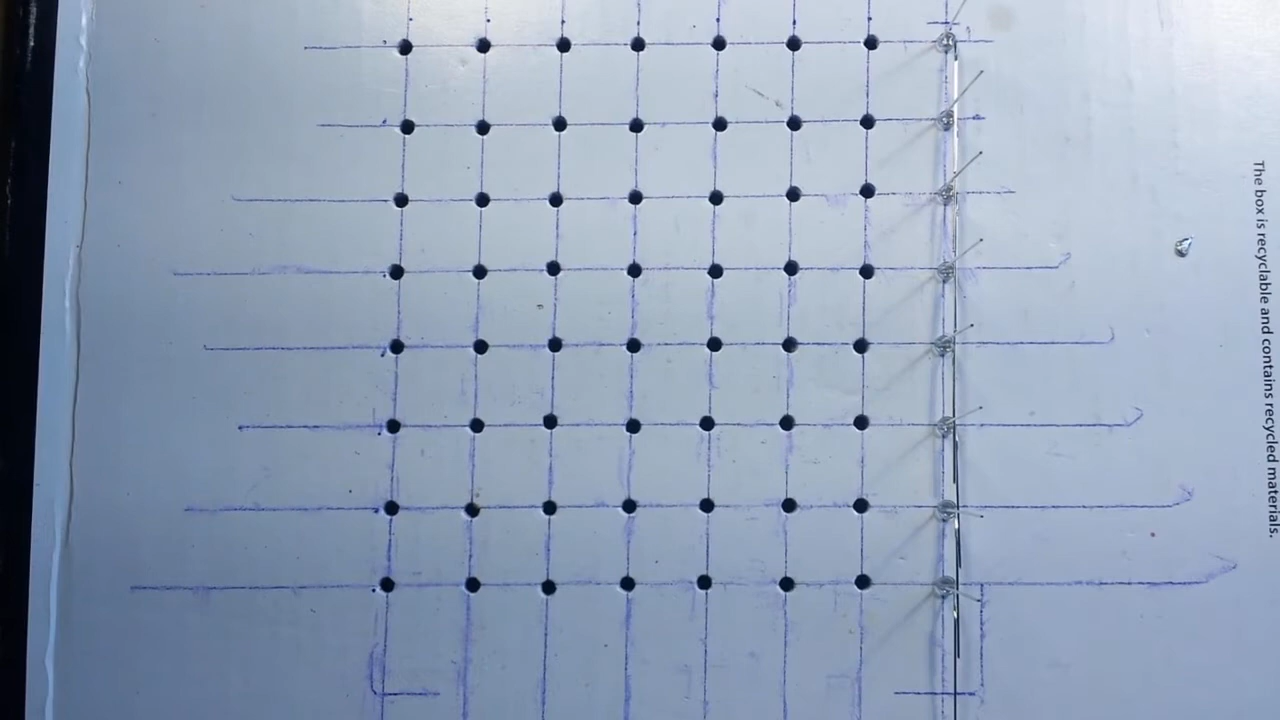 The box is recyclable and contains recycled materials.